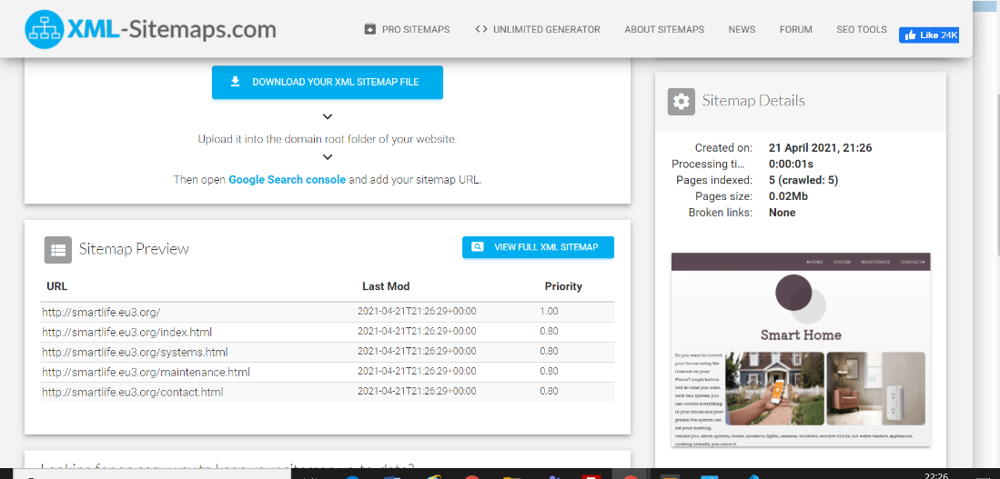 XML-Sitemaps.com
PRO SITEMAPS
UNLIMITED GENERATOR
ABOUT SITEMAPS
NEWS
FORUM
SEO TOOLS
Like 24K
DOWNLOAD YOUR XML SITEMAP FILE
Upload it into the domain root folder of your website.
Then open Google Search console and add your sitemap URL.
Sitemap Preview
VIEW FULL XML SITEMAP
URL Last Mod Priority
http://smartlife.eu3.org/ 2021-04-21T21:26:29+00:00 1.00
http://smartlife.eu3.org/index.html 2021-04-21T21:26:29+00:00 0.80
http://smartlife.eu3.org/systems.html 2021-04-21T21:26:29+00:00 0.80
http://smartlife.eu3.org/maintenance.html 2021-04-21T21:26:29+00:00 0.80
http://smartlife.eu3.org/contact.html 2021-04-21T21:26:29+00:00 0.80
Sitemap Details
Created on: 21 April 2021, 21:26
Processing ti... 0:00:01s
Pages indexed: 5 (crawled: 5)
Pages size: 0.02Mb
Broken links: None
HOME SYSTEM MAINTENACE CONTACT
Smart Home
Do you want to control
your house using the
internet on your
Phone? single button
will do what you want,
with this system you
can control everything
in your house and your
graden the system can
set your meeting,
remind you, alarm system, clocks, speakers, lights, cameras, windows, window blinds, hot water heaters, appliances,
cooking utensils, you name it.
22:26